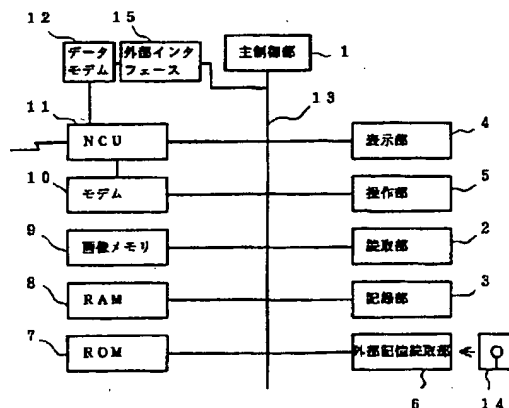 12
15
データ
モデム
外部インタ
フェース
主制御部
1
11
13
NCU
表示部
4
10
モデム
操作部
5
9
画像メモリ
読取部
2
8
RAM
記録部
3
7
ROM
外部記位読取部
6
14